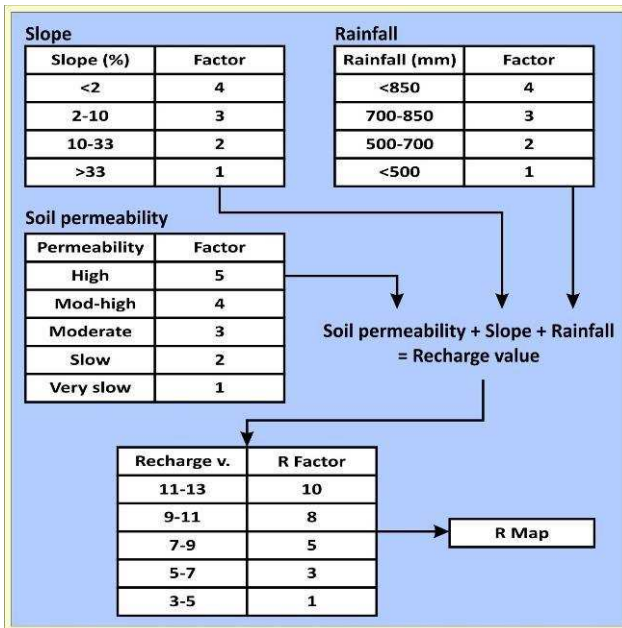 Slope
Slope (%) Factor
<2 4
2-10 3
10-33 2
>33 1
Rainfall
Rainfall (mm) Factor
<850 4
700-850 3
500-700 2
<500 1
Soil permeability
Permeability Factor
High 5
Mod-high 4
Moderate 3
Slow 2
Very slow 1
Soil permeability + Slope + Rainfall
= Recharge value
Recharge v. R Factor
11-13 10
9-11 8
7-9 5
5-7 3
3-5 1
R Map